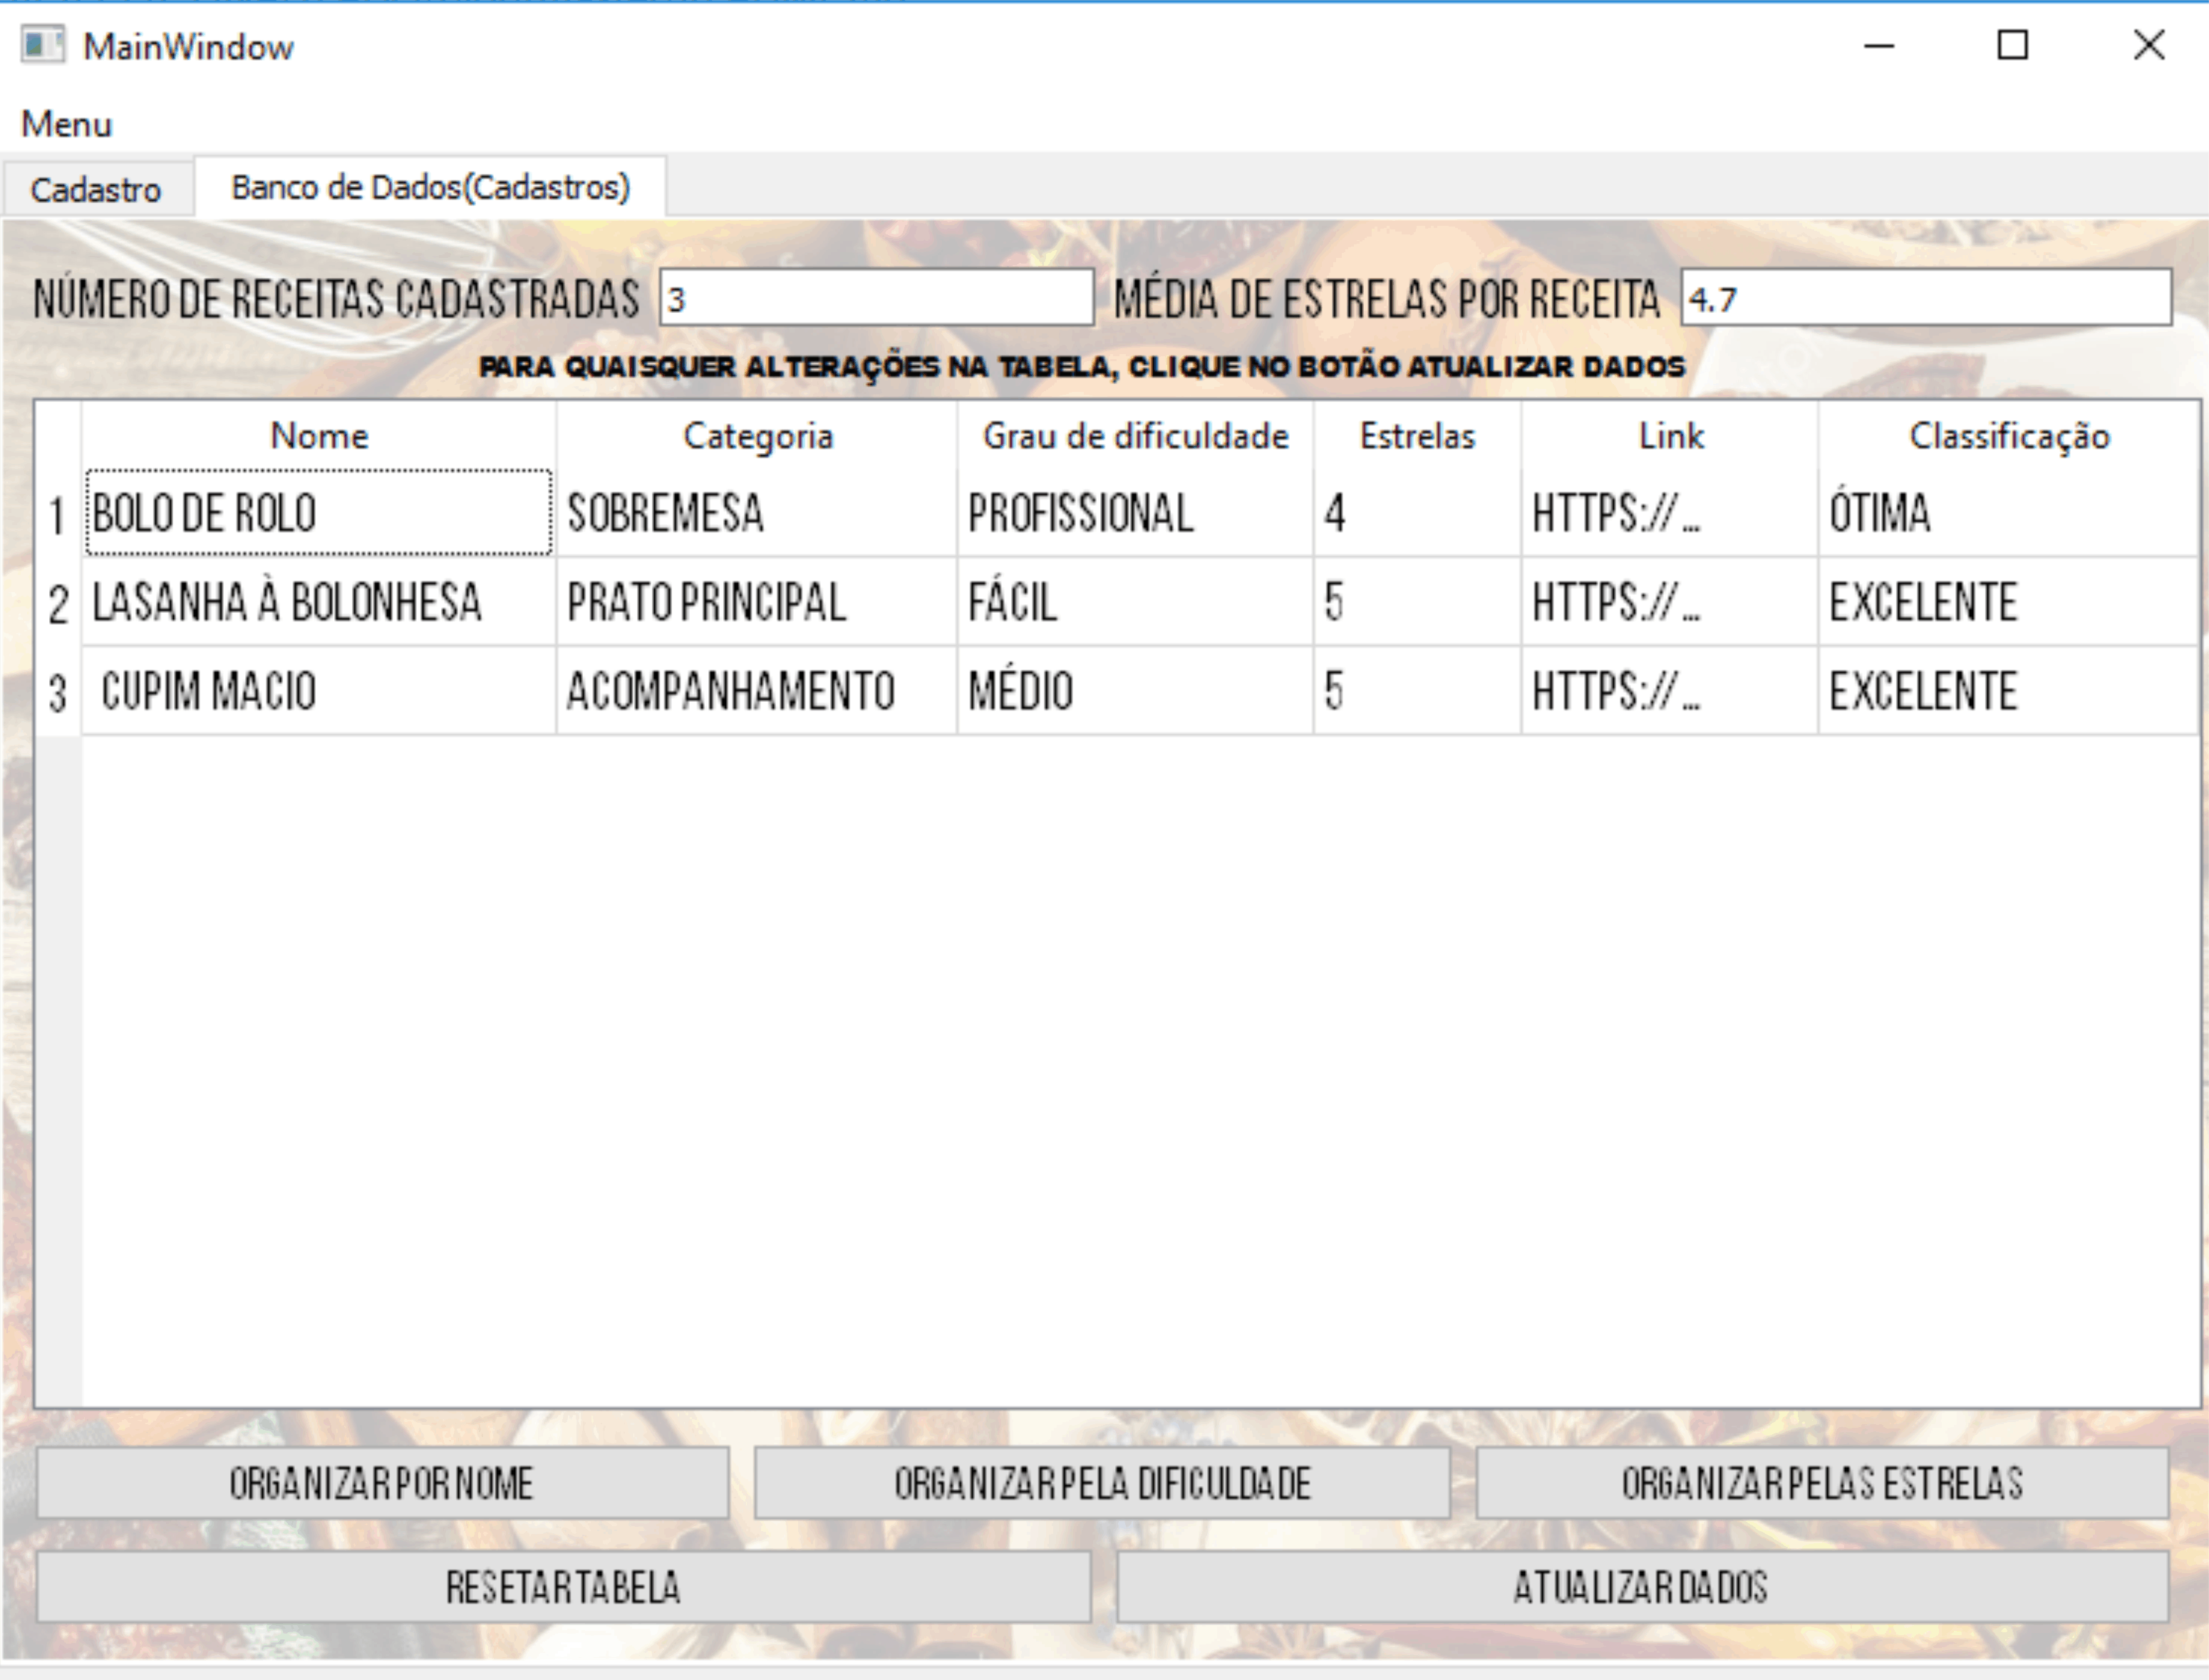 MainWindow
Menu
Cadastro Banco de Dados(Cadastros)
NÚMERO DE RECEITAS CADASTRADAS 3 MÉDIA DE ESTRELAS POR RECEITA 4.7
PARA QUAISQUER ALTERAÇÕES NA TABELA, CLIQUE NO BOTÃO ATUALIZAR DADOS
Nome Categoria Grau de dificuldade Estrelas Link Classificação
1 BOLO DE ROLO SOBREMESA PROFISSIONAL 4 HTTPS:// ... ÓTIMA
2 LASANHA À BOLONHESA PRATO PRINCIPAL FÁCIL 5 HTTPS:// ... EXCELENTE
3 CUPIM MACIO ACOMPANHAMENTO MÉDIO 5 HTTPS:// ... EXCELENTE
ORGANIZAR POR NOME ORGANIZAR PELA DIFICULDADE ORGANIZAR PELAS ESTRELAS
RESETAR TABELA ATUALIZAR DADOS